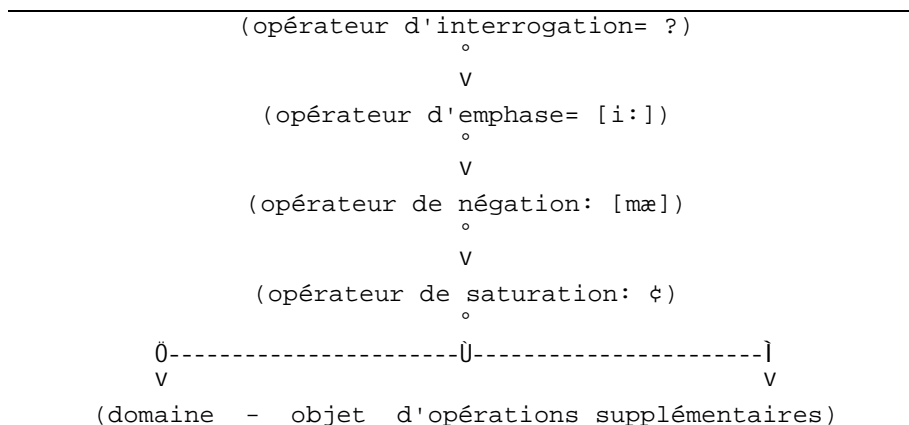 (opérateur d'interrogation= ?)
°
V
(opérateur d'emphase= [i:])
°
V
(opérateur de négation: [mæ])
°
V
(opérateur de saturation: ¢)
°
Ö-----------------------Ù-----------------------Ì
V V
(domaine - objet d'opérations supplémentaires)